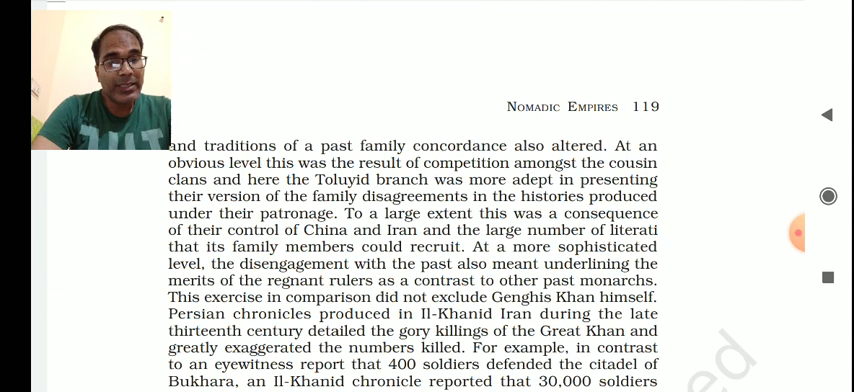 NOMADIC EMPIRES 119
and traditions of a past family concordance also altered. At an
obvious level this was the result of competition amongst the cousin
clans and here the Toluyid branch was more adept in presenting
their version of the family disagreements in the histories produced
under their patronage. To a large extent this was a consequence
of their control of China and Iran and the large number of literati
that its family members could recruit. At a more sophisticated
level, the disengagement with the past also meant underlining the
merits of the regnant rulers as a contrast to other past monarchs.
This exercise in comparison did not exclude Genghis Khan himself.
Persian chronicles produced in Il-Khanid Iran during the late
thirteenth century detailed the gory killings of the Great Khan and
greatly exaggerated the numbers killed. For example, in contrast
to an eyewitness report that 400 soldiers defended the citadel of
Bukhara, an Il-Khanid chronicle reported that 30,000 soldiers